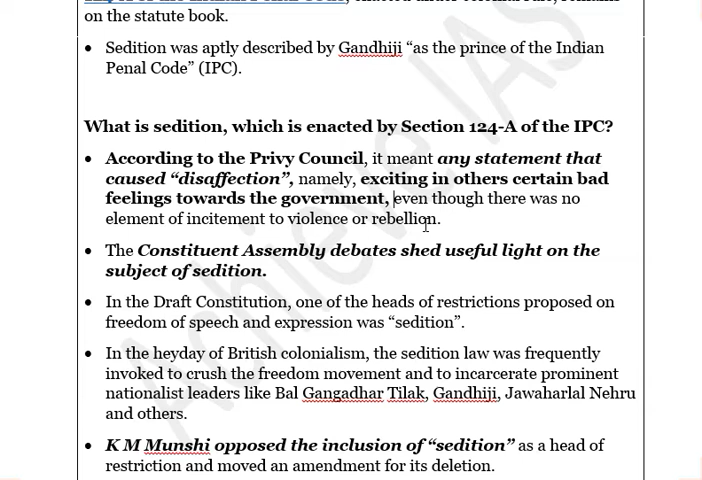 on the statute book.
• Sedition was aptly described by Gandhiji “as the prince of the Indian
Penal Code” (IPC).
What is sedition, which is enacted by Section 124-A of the IPC?
• According to the Privy Council, it meant any statement that
caused “disaffection”, namely, exciting in others certain bad
feelings towards the government, even though there was no
element of incitement to violence or rebellion.
• The Constituent Assembly debates shed useful light on the
subject of sedition.
• In the Draft Constitution, one of the heads of restrictions proposed on
freedom of speech and expression was “sedition”.
• In the heyday of British colonialism, the sedition law was frequently
invoked to crush the freedom movement and to incarcerate prominent
nationalist leaders like Bal Gangadhar Tilak, Gandhiji, Jawaharlal Nehru
and others.
• K M Munshi opposed the inclusion of “sedition” as a head of
restriction and moved an amendment for its deletion.
Achieve IAS